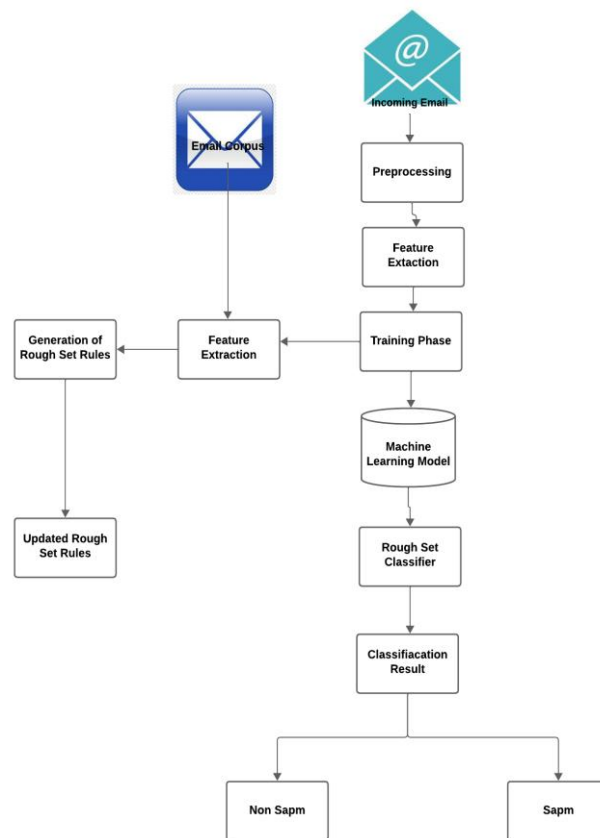 @
Incoming Email
Email Corpus
Preprocessing
Feature
Extaction
Generation of
Rough Set Rules
Feature
Extraction
Training Phase
Machine
Learning Model
Updated Rough
Set Rules
Rough Set
Classifier
Classifiacation
Result
Non Sapm
Sapm